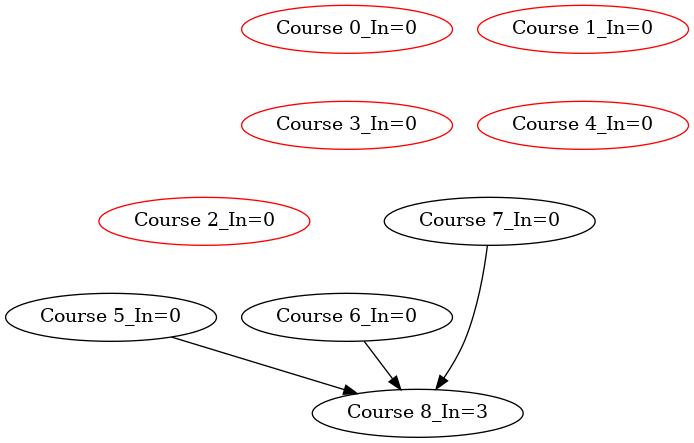 Course 0_In=0
Course 1_In=0
Course 3_In=0
Course 4_In=0
Course 2_In=0
Course 7_In=0
Course 5_In=0
Course 6_In=0
Course 8_In=3